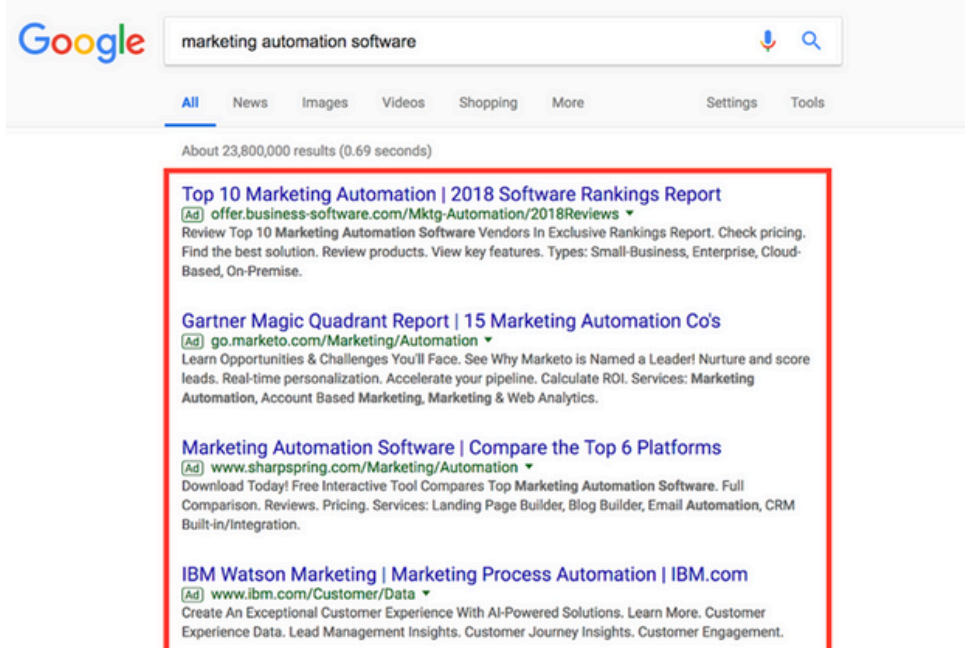 Google
marketing automation software
All News Images Videos Shopping More Settings Tools
About 23,800,000 results (0.69 seconds)
Top 10 Marketing Automation | 2018 Software Rankings Report
Ad offer.business-software.com/Mktg-Automation/2018Reviews
Review Top 10 Marketing Automation Software Vendors In Exclusive Rankings Report. Check pricing.
Find the best solution. Review products. View key features. Types: Small-Business, Enterprise, Cloud-
Based, On-Premise.
Gartner Magic Quadrant Report | 15 Marketing Automation Co's
Ad go.marketo.com/Marketing/Automation
Learn Opportunities & Challenges You'll Face. See Why Marketo is Named a Leader! Nurture and score
leads. Real-time personalization. Accelerate your pipeline. Calculate ROI. Services: Marketing
Automation, Account Based Marketing, Marketing & Web Analytics.
Marketing Automation Software | Compare the Top 6 Platforms
Ad www.sharpspring.com/Marketing/Automation
Download Today! Free Interactive Tool Compares Top Marketing Automation Software. Full
Comparison. Reviews. Pricing. Services: Landing Page Builder, Blog Builder, Email Automation, CRM
Built-in/Integration.
IBM Watson Marketing | Marketing Process Automation | IBM.com
Ad www.ibm.com/Customer/Data
Create An Exceptional Customer Experience With AI-Powered Solutions. Learn More. Customer
Experience Data. Lead Management Insights. Customer Journey Insights. Customer Engagement.